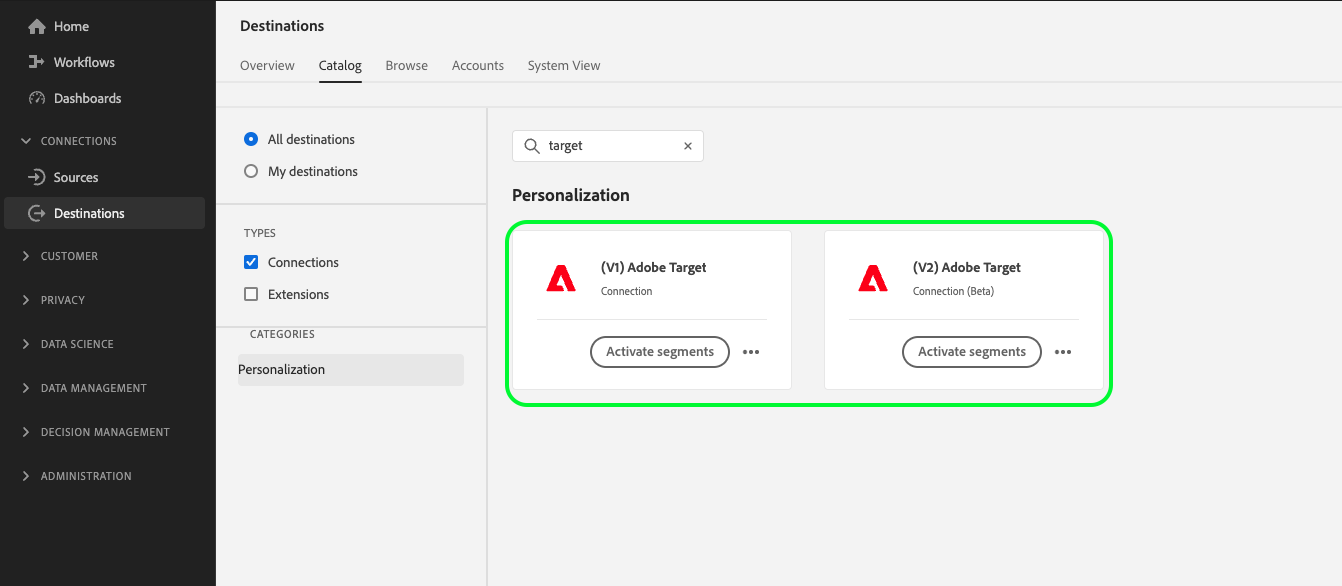 Home
Workflows
Dashboards
CONNECTIONS
Sources
Destinations
CUSTOMER
PRIVACY
DATA SCIENCE
DATA MANAGEMENT
DECISION MANAGEMENT
ADMINISTRATION
Destinations
Overview Catalog Browse Accounts System View
All destinations
My destinations
TYPES
Connections
Extensions
CATEGORIES
Personalization
target
Personalization
(V1) Adobe Target
Connection
Activate segments
(V2) Adobe Target
Connection (Beta)
Activate segments